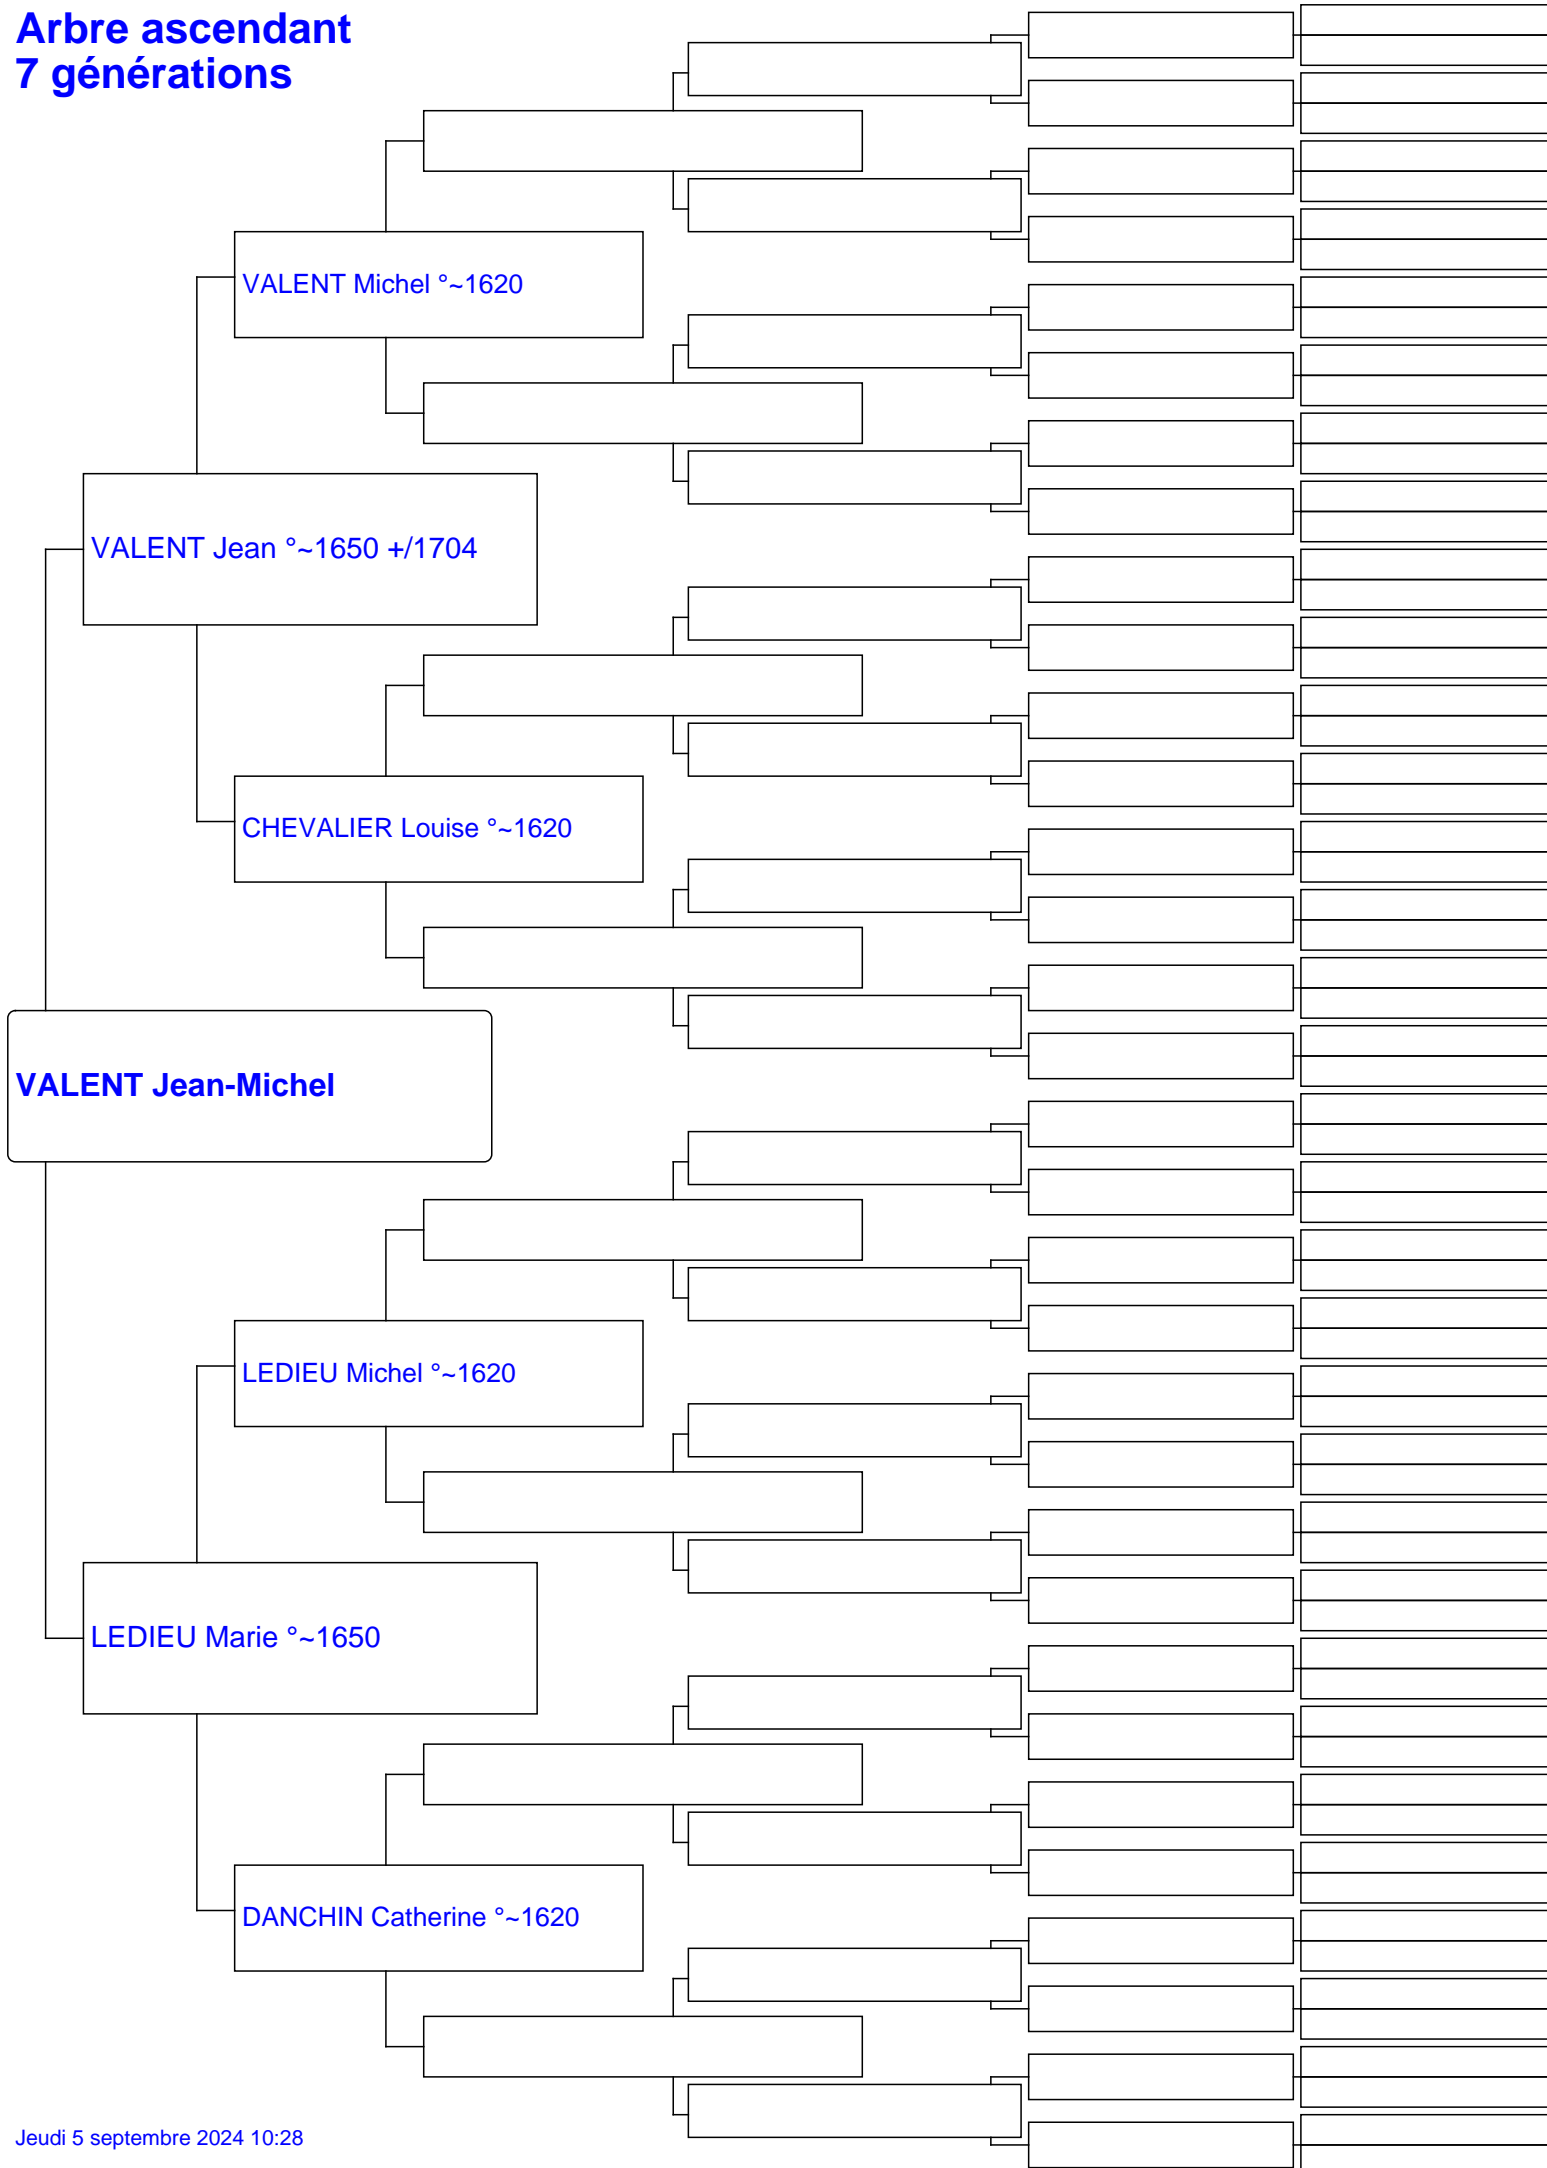 Arbre ascendant
7 générations
VALENT Michel °~1620
VALENT Jean °~1650 +/1704
CHEVALIER Louise °~1620
VALENT Jean-Michel
LEDIEU Michel °~1620
LEDIEU Marie °~1650
DANCHIN Catherine °~1620
Jeudi 5 septembre 2024 10:28